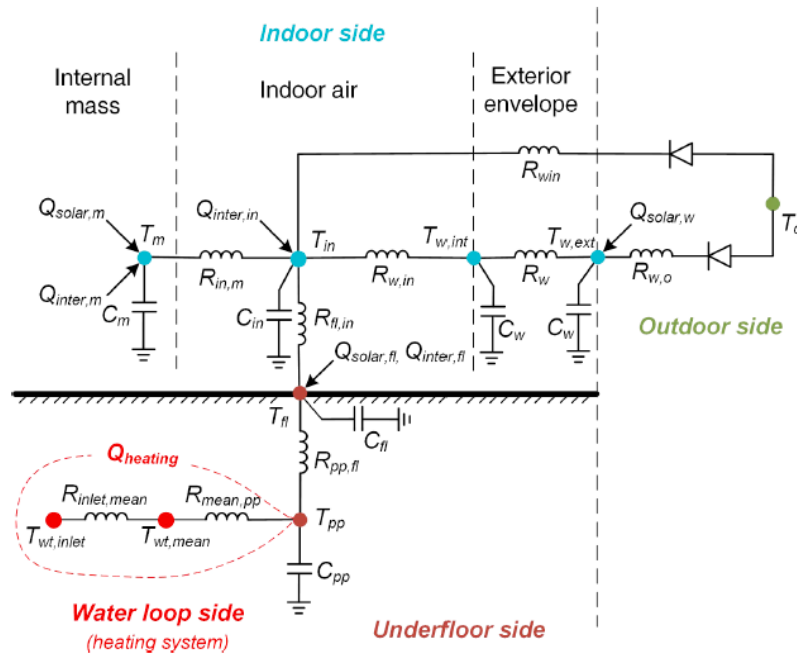 Indoor side
Internal
mass
Indoor air
Exterior
envelope
R_win
Q_solar,m
Q_inter,in
Q_solar,w
T_m
T_in
T_w,int
T_w,ext
Q_inter,m
R_in,m
R_w,in
R_w
R_w,o
C_m
C_in
R_fl,in
C_w
C_w
Outdoor side
Q_solar,fl, Q_inter,fl
T_fl
C_fl
Q_heating
R_pp,fl
R_inlet,mean
R_mean,pp
T_pp
T_wt,inlet
T_wt,mean
C_pp
Water loop side
(heating system)
Underfloor side